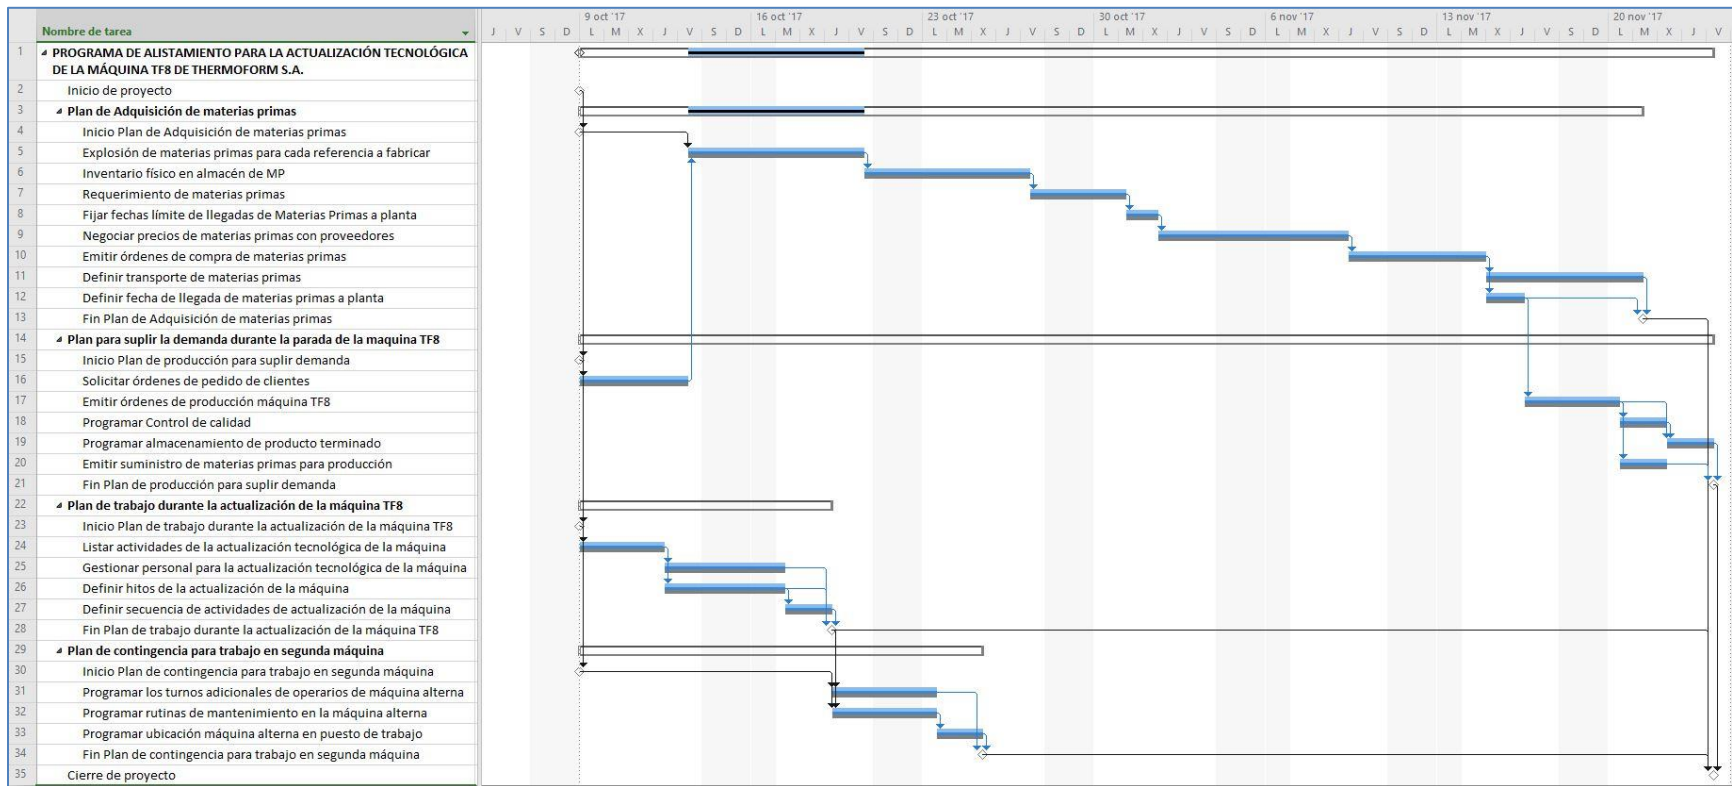 9 oct '17 16 oct '17 23 oct '17 30 oct '17 6 nov '17 13 nov '17 20 nov '17
Nombre de tarea J V S D L M X J V S D L M X J V S D L M X J V S D L M X J V S D L M X J V S D L M X J V S D L M X J V
1 PROGRAMA DE ALISTAMIENTO PARA LA ACTUALIZACIÓN TECNOLÓGICA
DE LA MÁQUINA TF8 DE THERMOFORM S.A.
2 Inicio de proyecto
3 Plan de Adquisición de materias primas
4 Inicio Plan de Adquisición de materias primas
5 Explosión de materias primas para cada referencia a fabricar
6 Inventario físico en almacén de MP
7 Requerimiento de materias primas
8 Fijar fechas límite de llegadas de Materias Primas a planta
9 Negociar precios de materias primas con proveedores
10 Emitir órdenes de compra de materias primas
11 Definir transporte de materias primas
12 Definir fecha de llegada de materias primas a planta
13 Fin Plan de Adquisición de materias primas
14 Plan para suplir la demanda durante la parada de la maquina TF8
15 Inicio Plan de producción para suplir demanda
16 Solicitar órdenes de pedido de clientes
17 Emitir órdenes de producción máquina TF8
18 Programar Control de calidad
19 Programar almacenamiento de producto terminado
20 Emitir suministro de materias primas para producción
21 Fin Plan de producción para suplir demanda
22 Plan de trabajo durante la actualización de la máquina TF8
23 Inicio Plan de trabajo durante la actualización de la máquina TF8
24 Listar actividades de la actualización tecnológica de la máquina
25 Gestionar personal para la actualización tecnológica de la máquina
26 Definir hitos de la actualización de la máquina
27 Definir secuencia de actividades de actualización de la máquina
28 Fin Plan de trabajo durante la actualización de la máquina TF8
29 Plan de contingencia para trabajo en segunda máquina
30 Inicio Plan de contingencia para trabajo en segunda máquina
31 Programar los turnos adicionales de operarios de máquina alterna
32 Programar rutinas de mantenimiento en la máquina alterna
33 Programar ubicación máquina alterna en puesto de trabajo
34 Fin Plan de contingencia para trabajo en segunda máquina
35 Cierre de proyecto